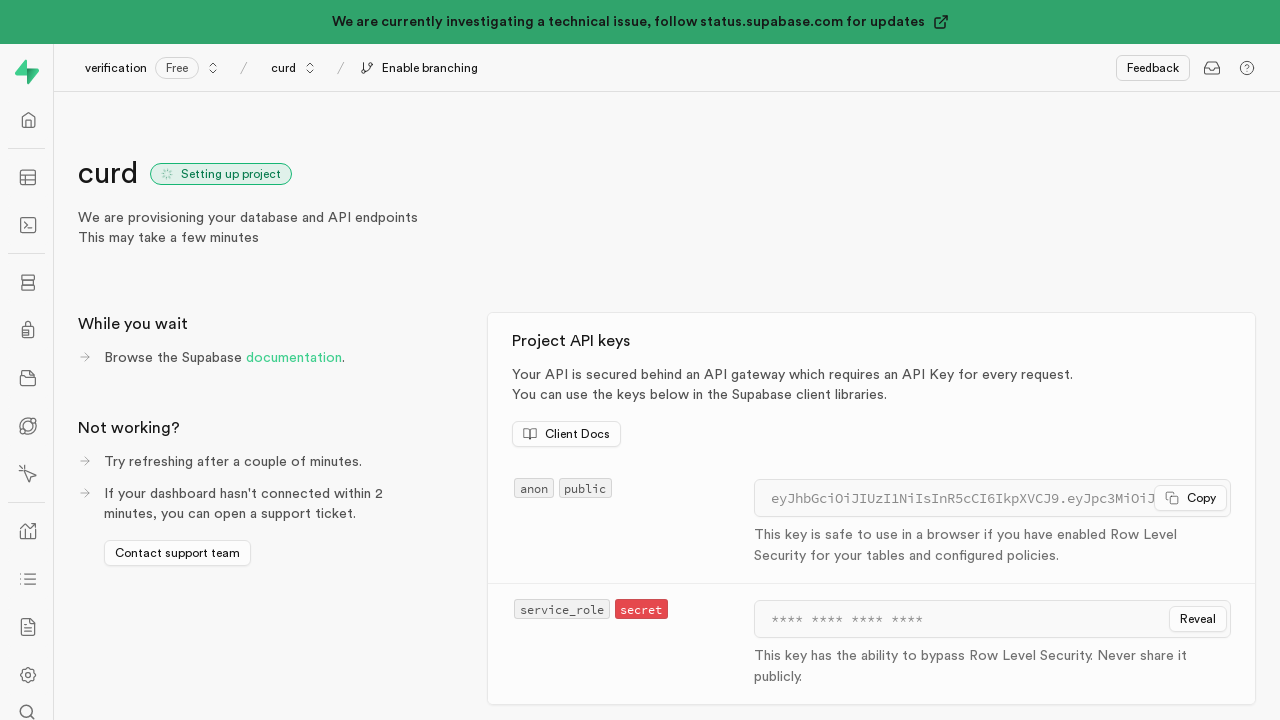 We are currently investigating a technical issue, follow status.supabase.com for updates
verification Free / curd / Enable branching
Feedback
curd Setting up project
We are provisioning your database and API endpoints
This may take a few minutes
While you wait
Browse the Supabase documentation.
Not working?
Try refreshing after a couple of minutes.
If your dashboard hasn't connected within 2
minutes, you can open a support ticket.
Contact support team
Project API keys
Your API is secured behind an API gateway which requires an API Key for every request.
You can use the keys below in the Supabase client libraries.
Client Docs
anon public
eyJhbGciOiJIUzI1NiIsInR5cCI6IkpXVCJ9.eyJpc3MiOiJ
Copy
This key is safe to use in a browser if you have enabled Row Level
Security for your tables and configured policies.
service_role secret
**** **** **** ****
Reveal
This key has the ability to bypass Row Level Security. Never share it
publicly.